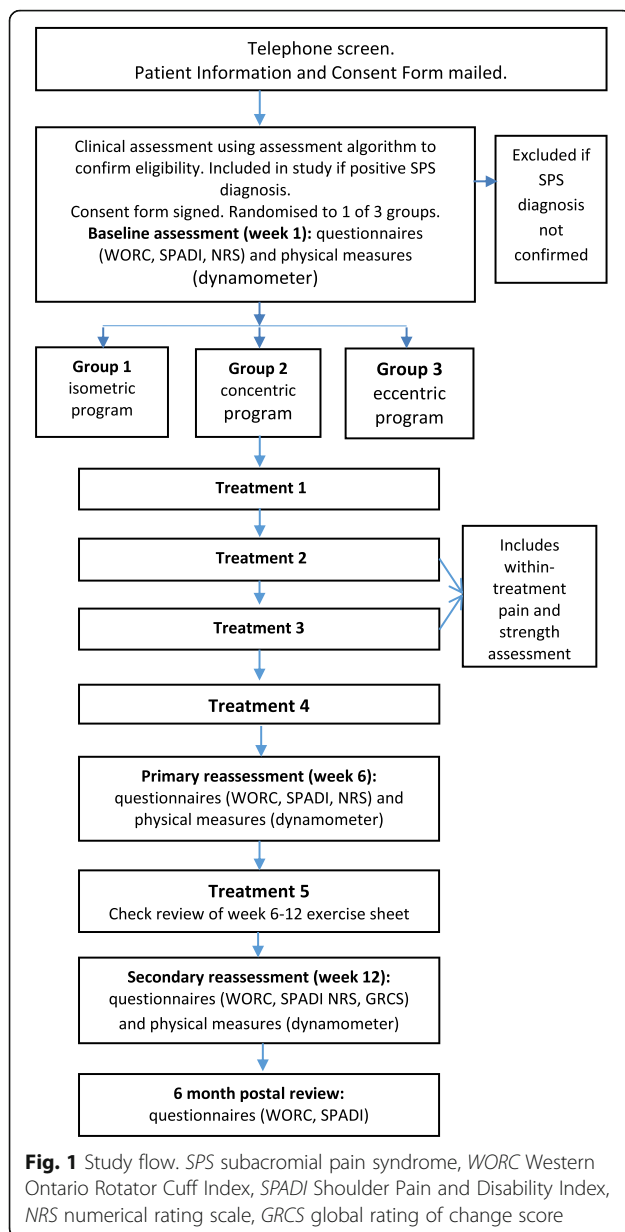 Telephone screen.
Patient Information and Consent Form mailed.
Clinical assessment using assessment algorithm to
confirm eligibility. Included in study if positive SPS
diagnosis.
Consent form signed. Randomised to 1 of 3 groups.
Baseline assessment (week 1): questionnaires
(WORC, SPADI, NRS) and physical measures
(dynamometer)
Excluded if
SPS
diagnosis
not
confirmed
Group 1
isometric
program
Group 2
concentric
program
Group 3
eccentric
program
Treatment 1
Treatment 2
Treatment 3
Includes
within-
treatment
pain and
strength
assessment
Treatment 4
Primary reassessment (week 6):
questionnaires (WORC, SPADI, NRS) and
physical measures (dynamometer)
Treatment 5
Check review of week 6-12 exercise sheet
Secondary reassessment (week 12):
questionnaires (WORC, SPADI NRS, GRCS)
and physical measures (dynamometer)
6 month postal review:
questionnaires (WORC, SPADI)
Fig. 1 Study flow. SPS subacromial pain syndrome, WORC Western
Ontario Rotator Cuff Index, SPADI Shoulder Pain and Disability Index,
NRS numerical rating scale, GRCS global rating of change score